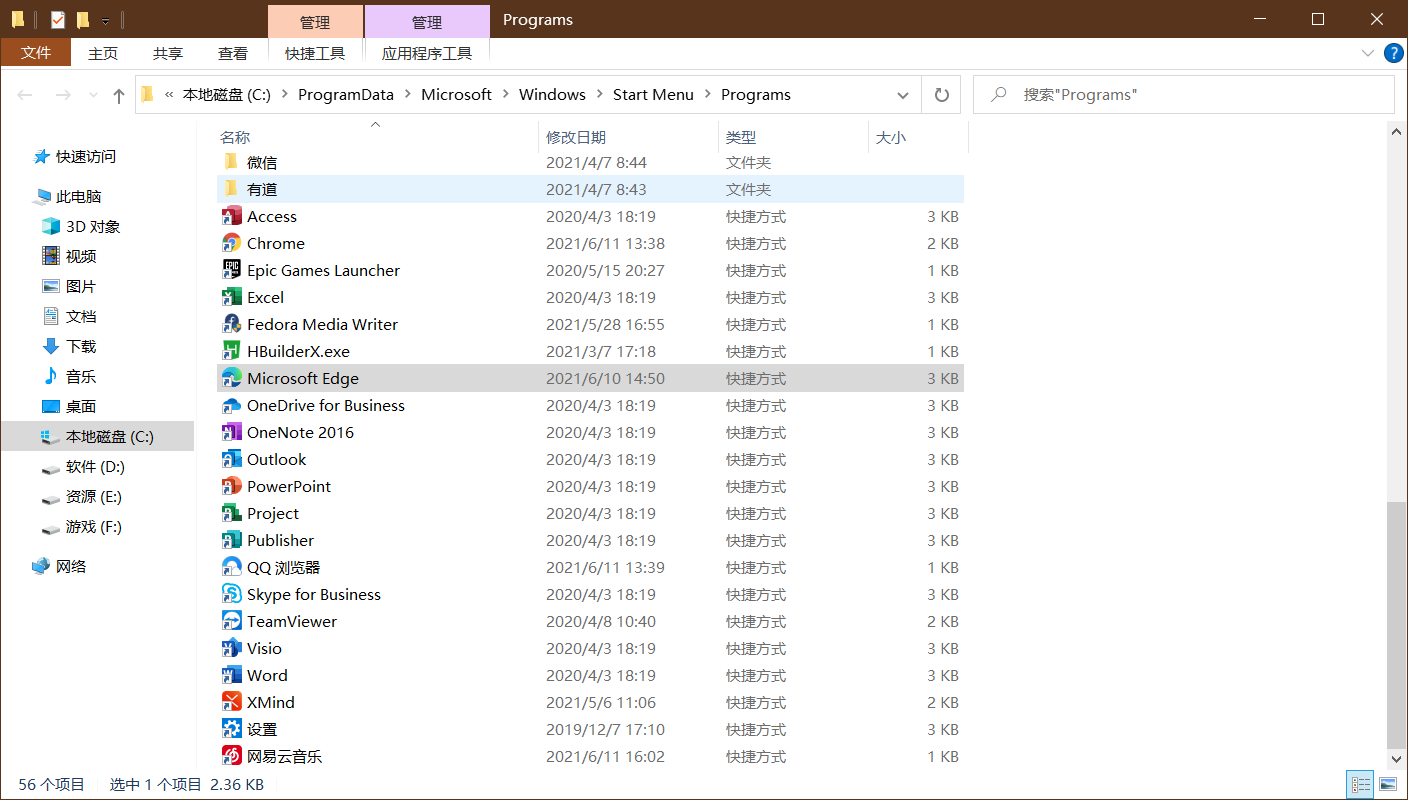 管理 管理 Programs
文件 主页 共享 查看 快捷工具 应用程序工具
« 本地磁盘 (C:) ProgramData Microsoft Windows Start Menu Programs 搜索"Programs"
名称 修改日期 类型 大小
快速访问
此电脑
3D 对象
视频
图片
文档
下载
音乐
桌面
本地磁盘 (C:)
软件 (D:)
资源 (E:)
游戏 (F:)
网络
微信 2021/4/7 8:44 文件夹
有道 2021/4/7 8:43 文件夹
Access 2020/4/3 18:19 快捷方式 3 KB
Chrome 2021/6/11 13:38 快捷方式 2 KB
Epic Games Launcher 2020/5/15 20:27 快捷方式 1 KB
Excel 2020/4/3 18:19 快捷方式 3 KB
Fedora Media Writer 2021/5/28 16:55 快捷方式 1 KB
HBuilderX.exe 2021/3/7 17:18 快捷方式 1 KB
Microsoft Edge 2021/6/10 14:50 快捷方式 3 KB
OneDrive for Business 2020/4/3 18:19 快捷方式 3 KB
OneNote 2016 2020/4/3 18:19 快捷方式 3 KB
Outlook 2020/4/3 18:19 快捷方式 3 KB
PowerPoint 2020/4/3 18:19 快捷方式 3 KB
Project 2020/4/3 18:19 快捷方式 3 KB
Publisher 2020/4/3 18:19 快捷方式 3 KB
QQ 浏览器 2021/6/11 13:39 快捷方式 1 KB
Skype for Business 2020/4/3 18:19 快捷方式 3 KB
TeamViewer 2020/4/8 10:40 快捷方式 2 KB
Visio 2020/4/3 18:19 快捷方式 3 KB
Word 2020/4/3 18:19 快捷方式 3 KB
XMind 2021/5/6 11:06 快捷方式 2 KB
设置 2019/12/7 17:10 快捷方式 3 KB
网易云音乐 2021/6/11 16:02 快捷方式 1 KB
56 个项目 选中 1 个项目 2.36 KB